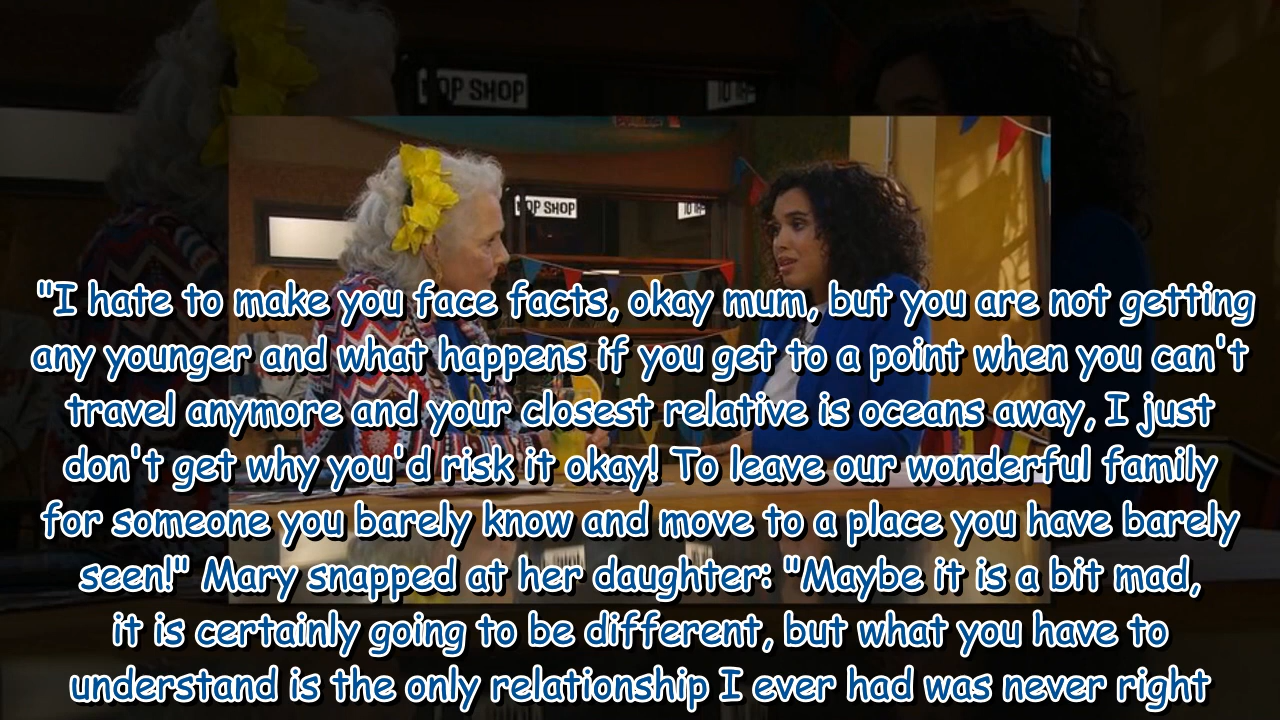 OP SHOP
OP SHOP
"I hate to make you face facts, okay mum, but you are not getting
any younger and what happens if you get to a point when you can't
travel anymore and your closest relative is oceans away, I just
don't get why you'd risk it okay! To leave our wonderful family
for someone you barely know and move to a place you have barely
seen!" Mary snapped at her daughter: "Maybe it is a bit mad,
it is certainly going to be different, but what you have to
understand is the only relationship I ever had was never right